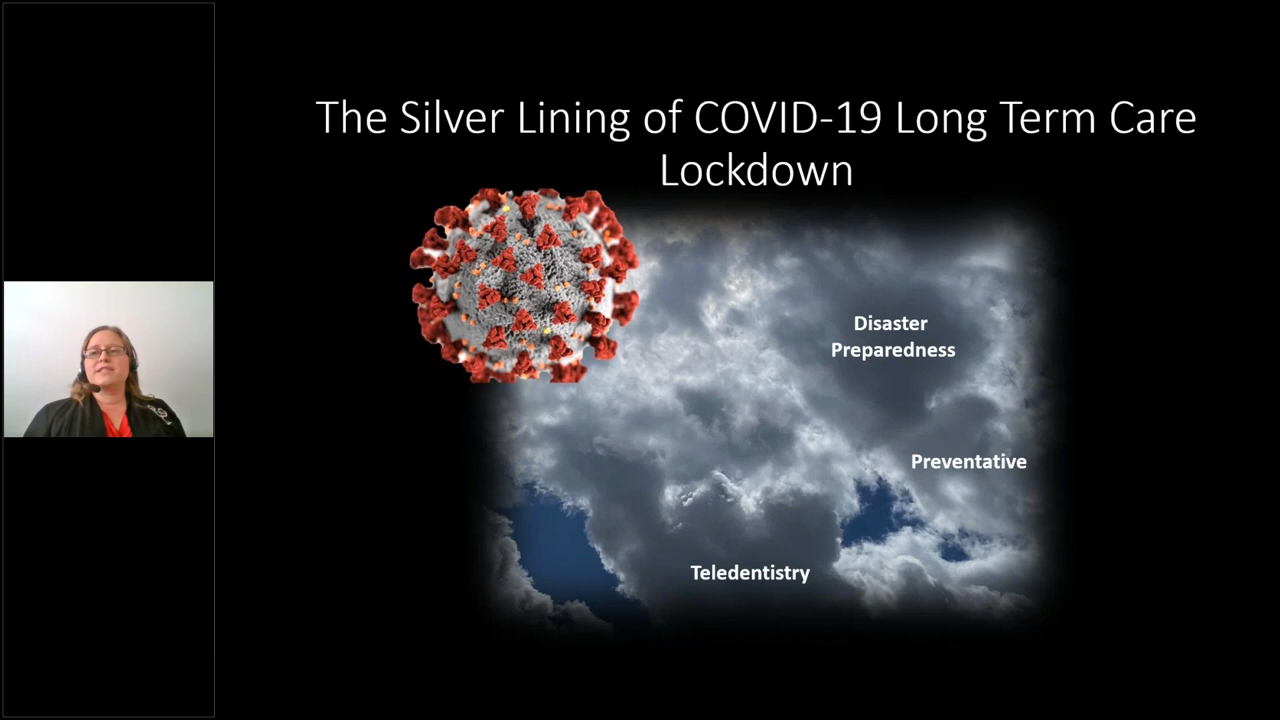 The Silver Lining of COVID-19 Long Term Care
Lockdown
Disaster
Preparedness
Preventative
Teledentistry